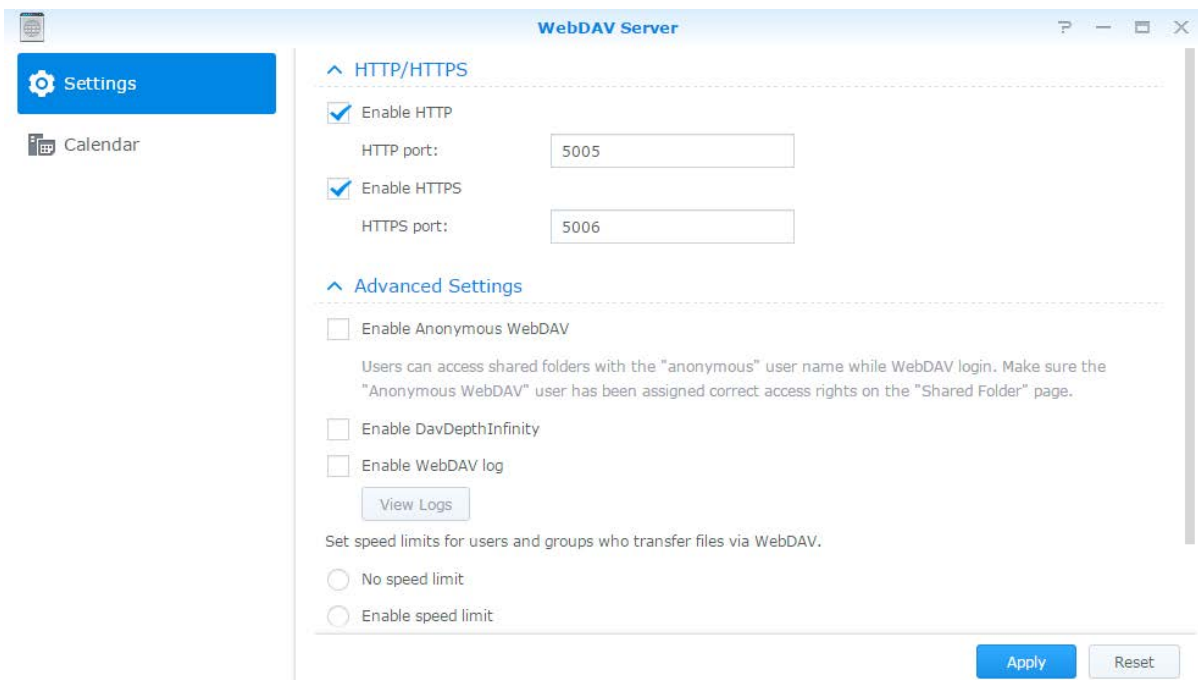 WebDAV Server
Settings
Calendar
HTTP/HTTPS
Enable HTTP
HTTP port: 5005
Enable HTTPS
HTTPS port: 5006
Advanced Settings
Enable Anonymous WebDAV
Users can access shared folders with the "anonymous" user name while WebDAV login. Make sure the
"Anonymous WebDAV" user has been assigned correct access rights on the "Shared Folder" page.
Enable DavDepthInfinity
Enable WebDAV log
View Logs
Set speed limits for users and groups who transfer files via WebDAV.
No speed limit
Enable speed limit
Apply Reset